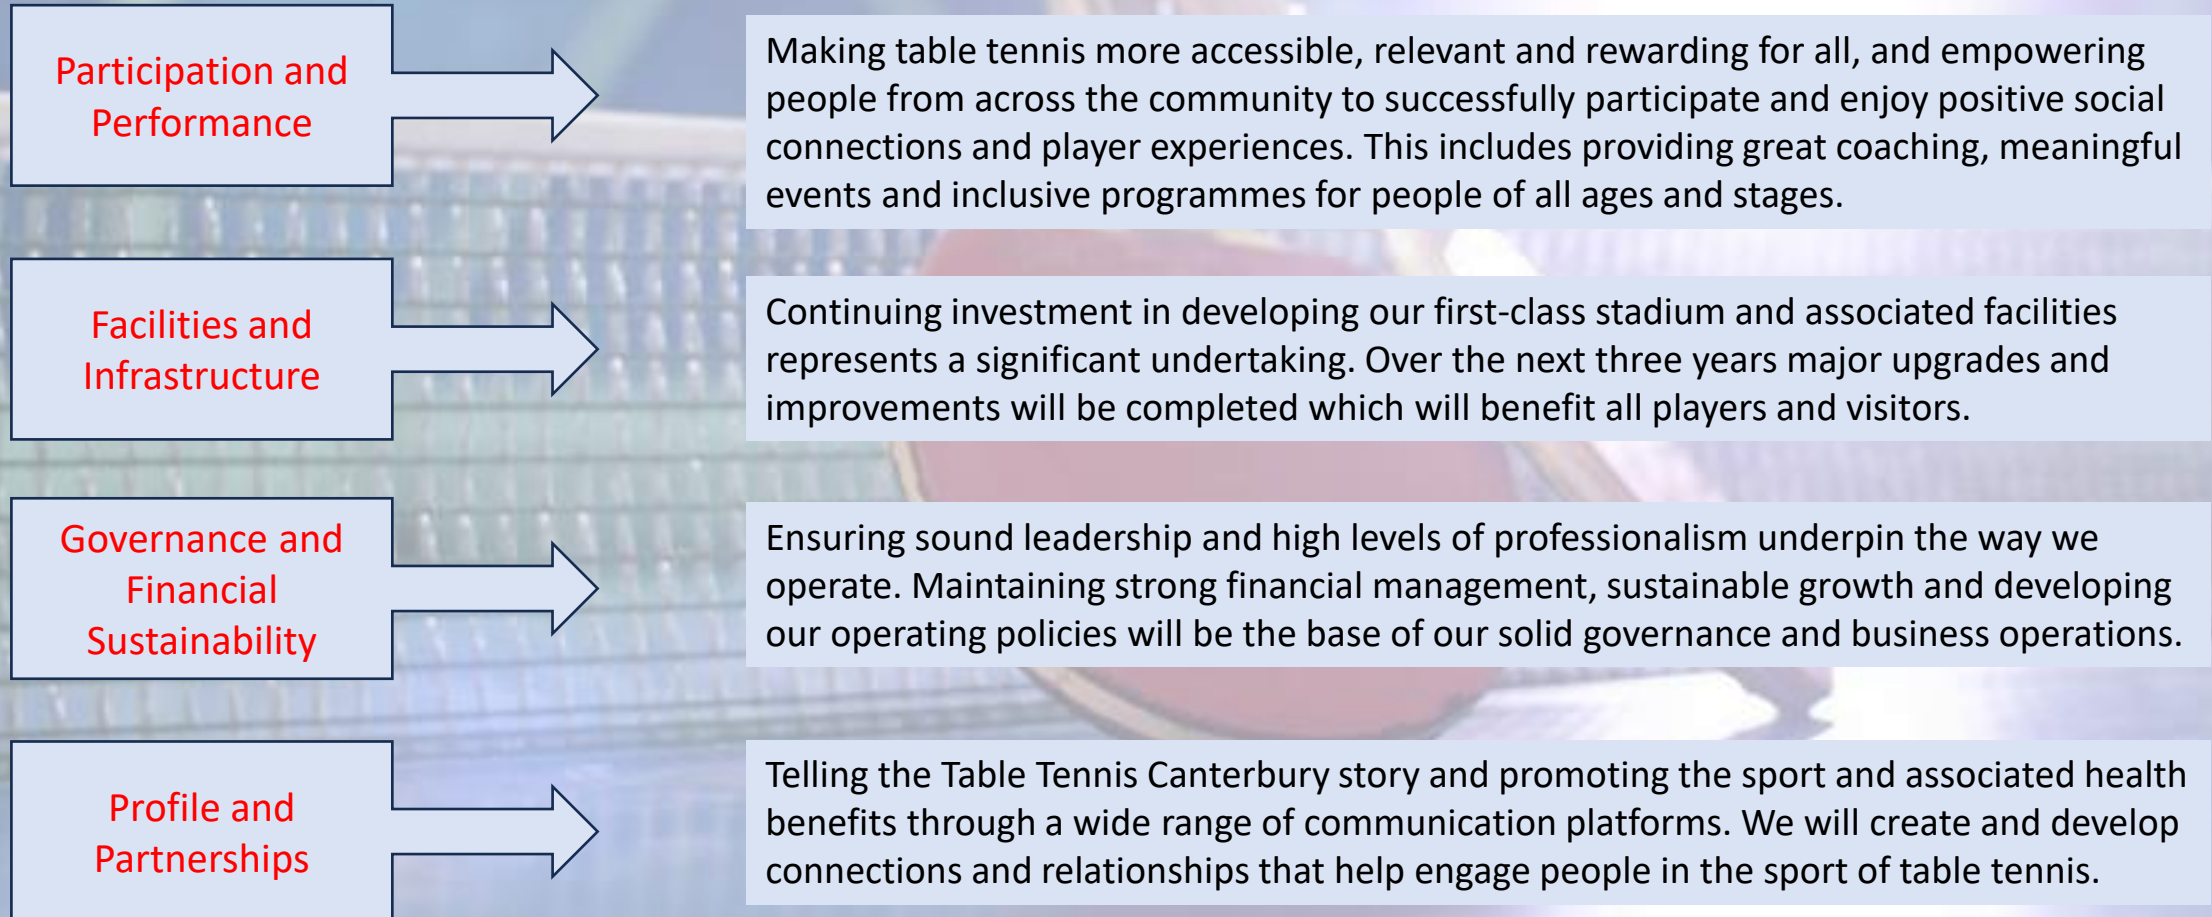 Participation and
Performance
Making table tennis more accessible, relevant and rewarding for all, and empowering
people from across the community to successfully participate and enjoy positive social
connections and player experiences. This includes providing great coaching, meaningful
events and inclusive programmes for people of all ages and stages.
Facilities and
Infrastructure
Continuing investment in developing our first-class stadium and associated facilities
represents a significant undertaking. Over the next three years major upgrades and
improvements will be completed which will benefit all players and visitors.
Governance and
Financial
Sustainability
Ensuring sound leadership and high levels of professionalism underpin the way we
operate. Maintaining strong financial management, sustainable growth and developing
our operating policies will be the base of our solid governance and business operations.
Profile and
Partnerships
Telling the Table Tennis Canterbury story and promoting the sport and associated health
benefits through a wide range of communication platforms. We will create and develop
connections and relationships that help engage people in the sport of table tennis.